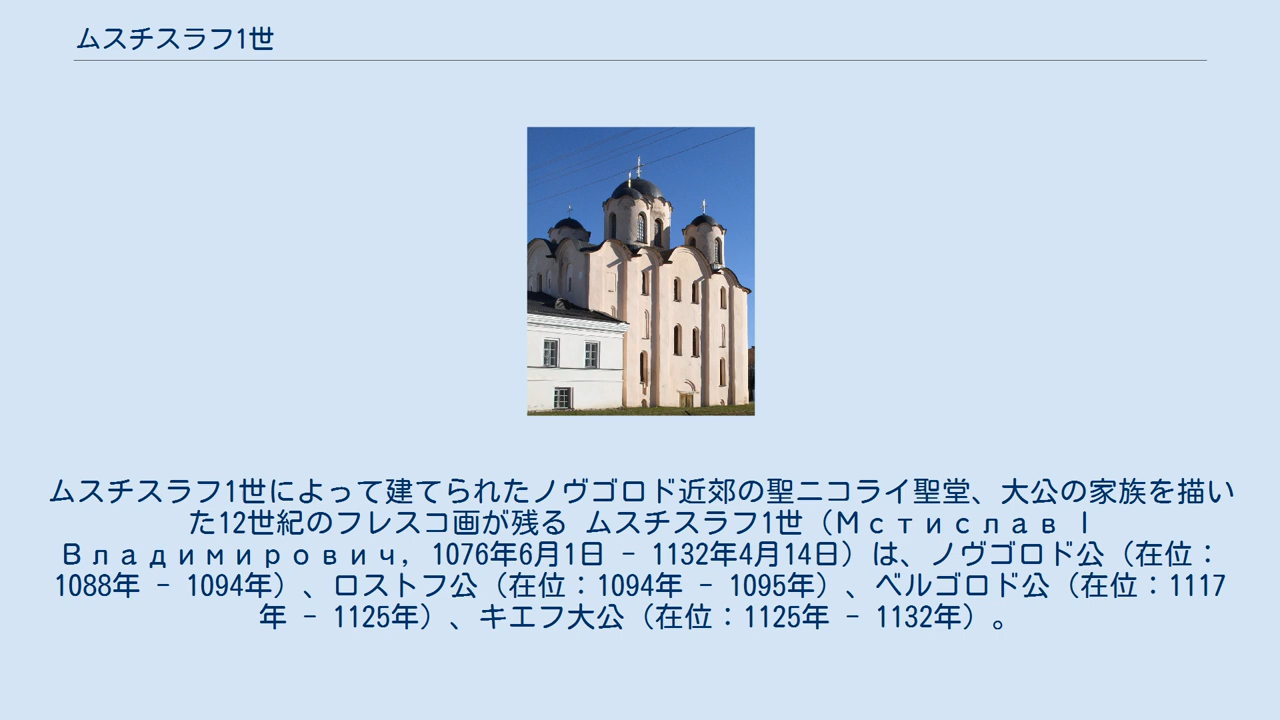 ムスチスラフ1世
ムスチスラフ1世によって建てられたノヴゴロド近郊の聖ニコライ聖堂、大公の家族を描い
た12世紀のフレスコ画が残る ムスチスラフ1世（Мстислав I
Владимирович, 1076年6月1日 - 1132年4月14日）は、ノヴゴロド公（在位：
1088年 - 1094年）、ロストフ公（在位：1094年 - 1095年）、ベルゴロド公（在位：1117
年 - 1125年）、キエフ大公（在位：1125年 - 1132年）。